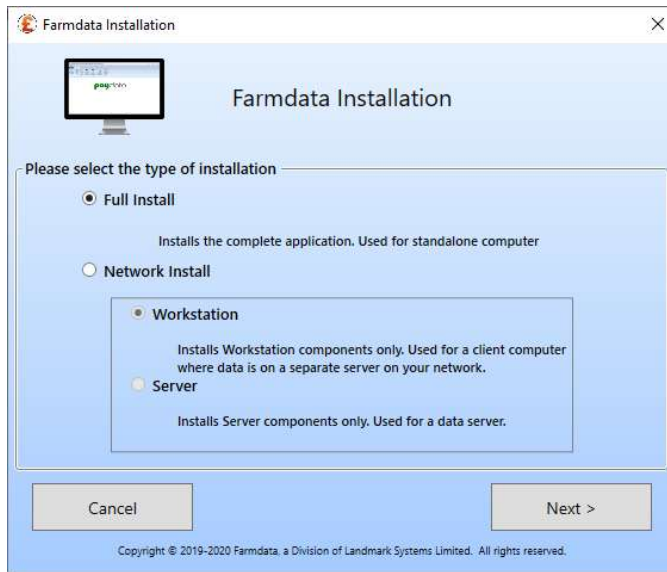 Farmdata Installation
paydata
Farmdata Installation
Please select the type of installation
Full Install
Installs the complete application. Used for standalone computer
Network Install
Workstation
Installs Workstation components only. Used for a client computer
where data is on a separate server on your network.
Server
Installs Server components only. Used for a data server.
Cancel
Next >
Copyright © 2019-2020 Farmdata, a Division of Landmark Systems Limited. All rights reserved.